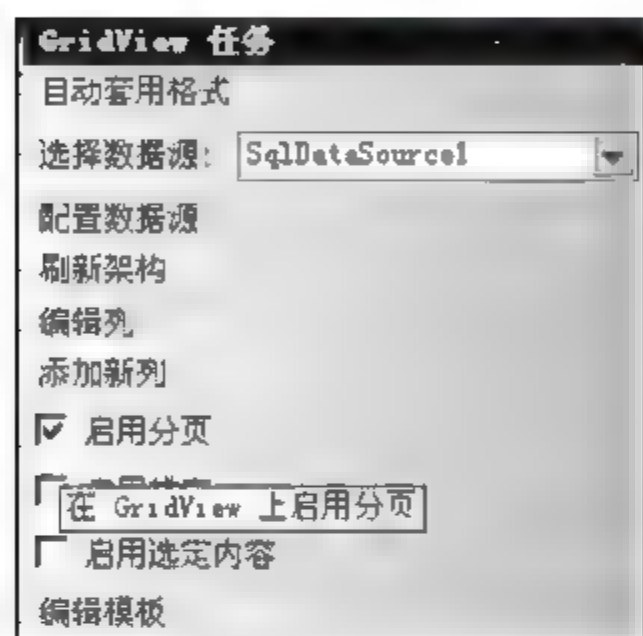 GridView 任务
自动套用格式
选择数据源： SqlDataSource1
配置数据源
刷新架构
编辑列
添加新列
启用分页
在 GridView 上启用分页
启用选定内容
编辑模板